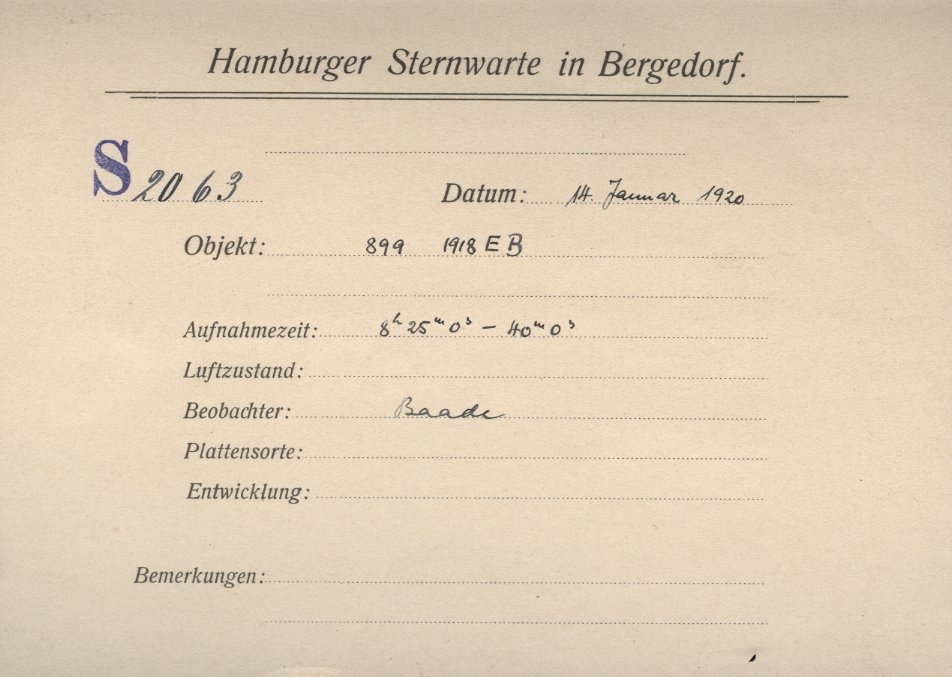 Hamburger Sternwarte in Bergedorf.
S 2063 Datum: 14. Januar 1920
Objekt: 899 1918 EB
Aufnahmezeit: 8ʰ 25ᵐ 0ˢ – 40ᵐ 0ˢ
Luftzustand:
Beobachter: Baade
Plattensorte:
Entwicklung:
Bemerkungen: